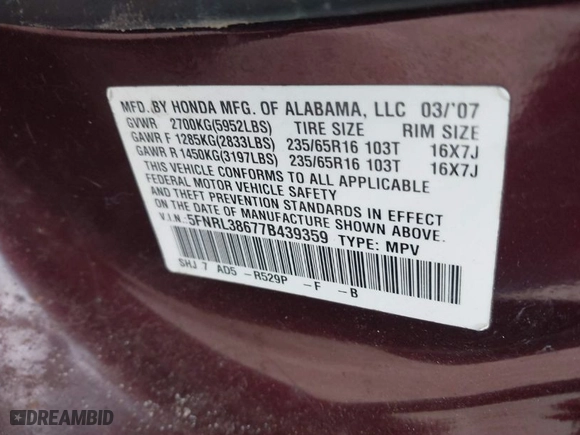 MFD. BY HONDA MFG. OF ALABAMA, LLC 03/'07
GVWR 2700KG(5952LBS) TIRE SIZE RIM SIZE
GAWR F 1285KG(2833LBS) 235/65R16 103T 16X7J
GAWR R 1450KG(3197LBS) 235/65R16 103T 16X7J
THIS VEHICLE CONFORMS TO ALL APPLICABLE
FEDERAL MOTOR VEHICLE SAFETY
AND THEFT PREVENTION STANDARDS IN EFFECT
ON THE DATE OF MANUFACTURE SHOWN ABOVE.
V.I.N.: 5FNRL38677B439359 TYPE: MPV
SHJ 7 AD5 -R529P -F -B
DREAMBID